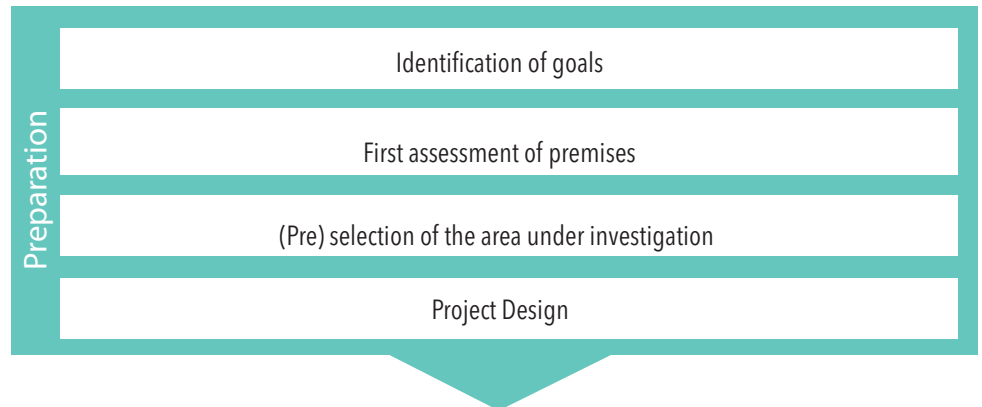 Preparation
Identification of goals
First assessment of premises
(Pre) selection of the area under investigation
Project Design